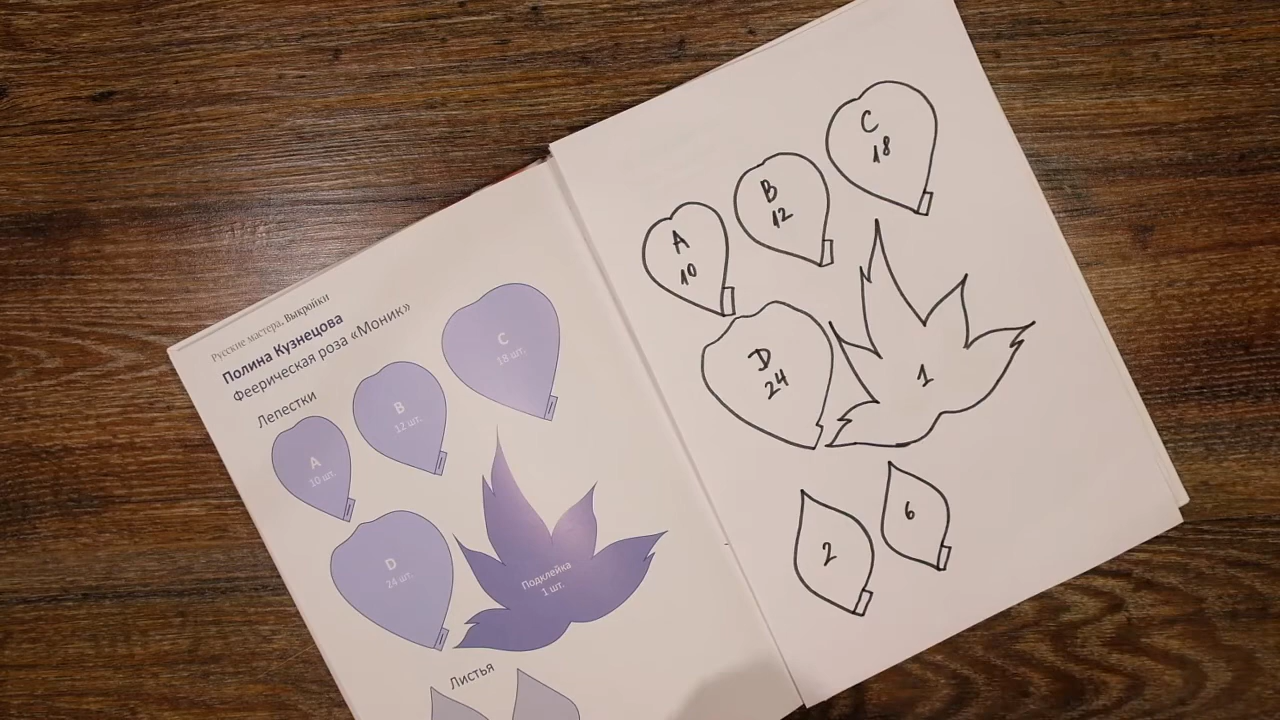 Русские мастера, Выкройки
Полина Кузнецова
Феерическая роза «Моник»
Лепестки
A
10 шт.
B
12 шт.
C
18 шт.
D
24 шт.
Подклейка
1 шт.
Листья
A
10
B
12
C
18
D
24
1
2
6